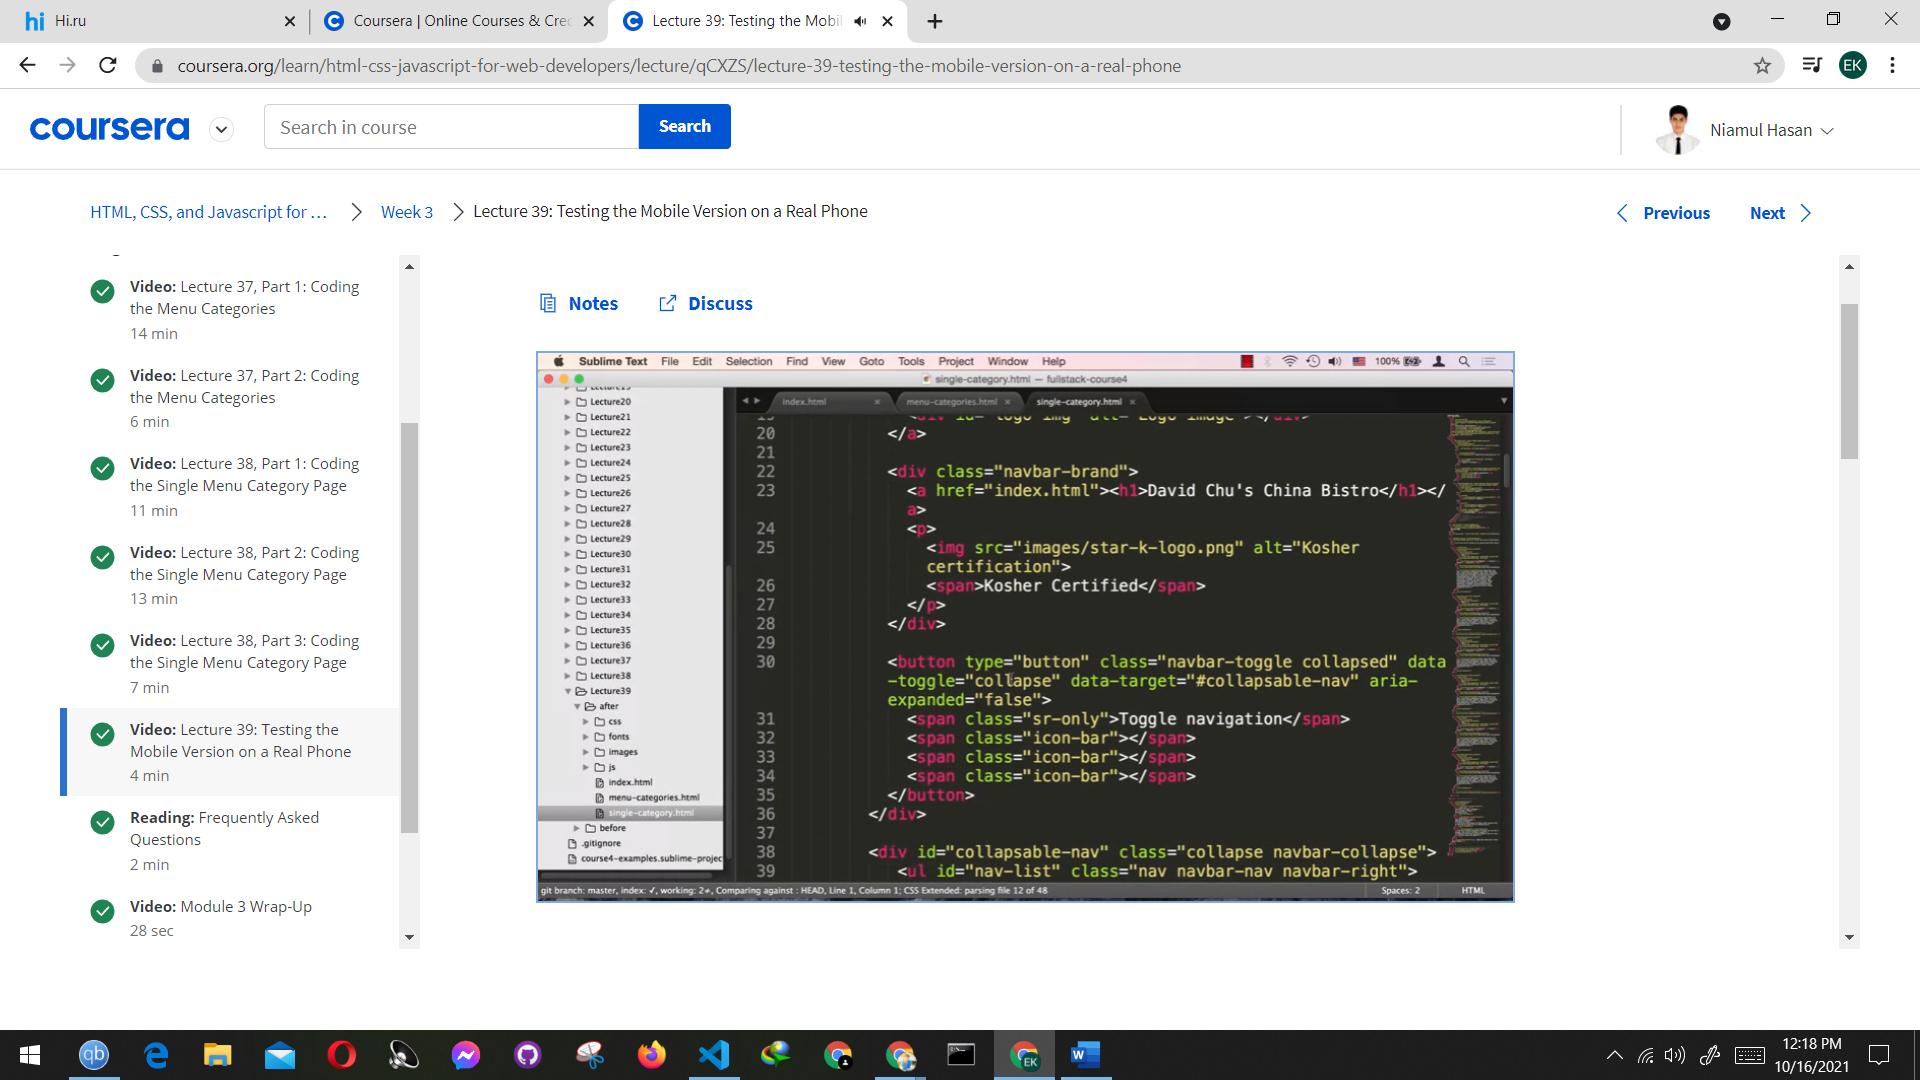 hi Hi.ru
Coursera | Online Courses & Cre
Lecture 39: Testing the Mobil
coursera.org/learn/html-css-javascript-for-web-developers/lecture/qCXZS/lecture-39-testing-the-mobile-version-on-a-real-phone
EK
coursera
Search in course
Search
Niamul Hasan
HTML, CSS, and Javascript for ...
Week 3
Lecture 39: Testing the Mobile Version on a Real Phone
Previous
Next
Video: Lecture 37, Part 1: Coding
the Menu Categories
14 min
Video: Lecture 37, Part 2: Coding
the Menu Categories
6 min
Video: Lecture 38, Part 1: Coding
the Single Menu Category Page
11 min
Video: Lecture 38, Part 2: Coding
the Single Menu Category Page
13 min
Video: Lecture 38, Part 3: Coding
the Single Menu Category Page
7 min
Video: Lecture 39: Testing the
Mobile Version on a Real Phone
4 min
Reading: Frequently Asked
Questions
2 min
Video: Module 3 Wrap-Up
28 sec
Notes
Discuss
Sublime Text File Edit Selection Find View Goto Tools Project Window Help
100%
single-category.html — fullstack-course4
index.html
menu-categories.html
single-category.html
Lecture19
Lecture20
Lecture21
Lecture22
Lecture23
Lecture24
Lecture25
Lecture26
Lecture27
Lecture28
Lecture29
Lecture30
Lecture31
Lecture32
Lecture33
Lecture34
Lecture35
Lecture36
Lecture37
Lecture38
Lecture39
after
css
fonts
images
js
index.html
menu-categories.html
single-category.html
before
.gitignore
course4-examples.sublime-projec
19 <div id="logo-img" alt="Logo image"></div>
20 </a>
21
22 <div class="navbar-brand">
23 <a href="index.html"><h1>David Chu's China Bistro</h1></
a>
24 <p>
25 <img src="images/star-k-logo.png" alt="Kosher
certification">
26 <span>Kosher Certified</span>
27 </p>
28 </div>
29
30 <button type="button" class="navbar-toggle collapsed" data
-toggle="collapse" data-target="#collapsable-nav" aria-
expanded="false">
31 <span class="sr-only">Toggle navigation</span>
32 <span class="icon-bar"></span>
33 <span class="icon-bar"></span>
34 <span class="icon-bar"></span>
35 </button>
36 </div>
37
38 <div id="collapsable-nav" class="collapse navbar-collapse">
39 <ul id="nav-list" class="nav navbar-nav navbar-right">
git branch: master, index: ✓, working: 2≠, Comparing against : HEAD, Line 1, Column 1; CSS Extended: parsing file 12 of 48
Spaces: 2
HTML
qb
EK
W
12:18 PM
10/16/2021